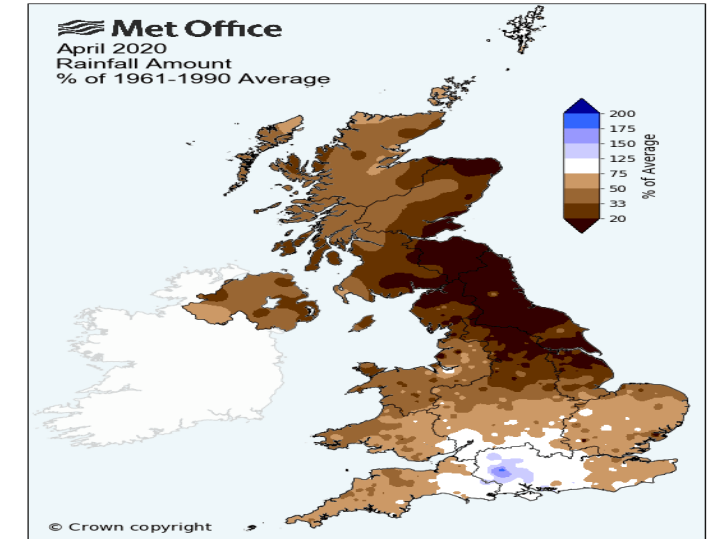 Met Office
April 2020
Rainfall Amount
% of 1961-1990 Average
200
175
150
125
75
50
33
20
% of Average
© Crown copyright